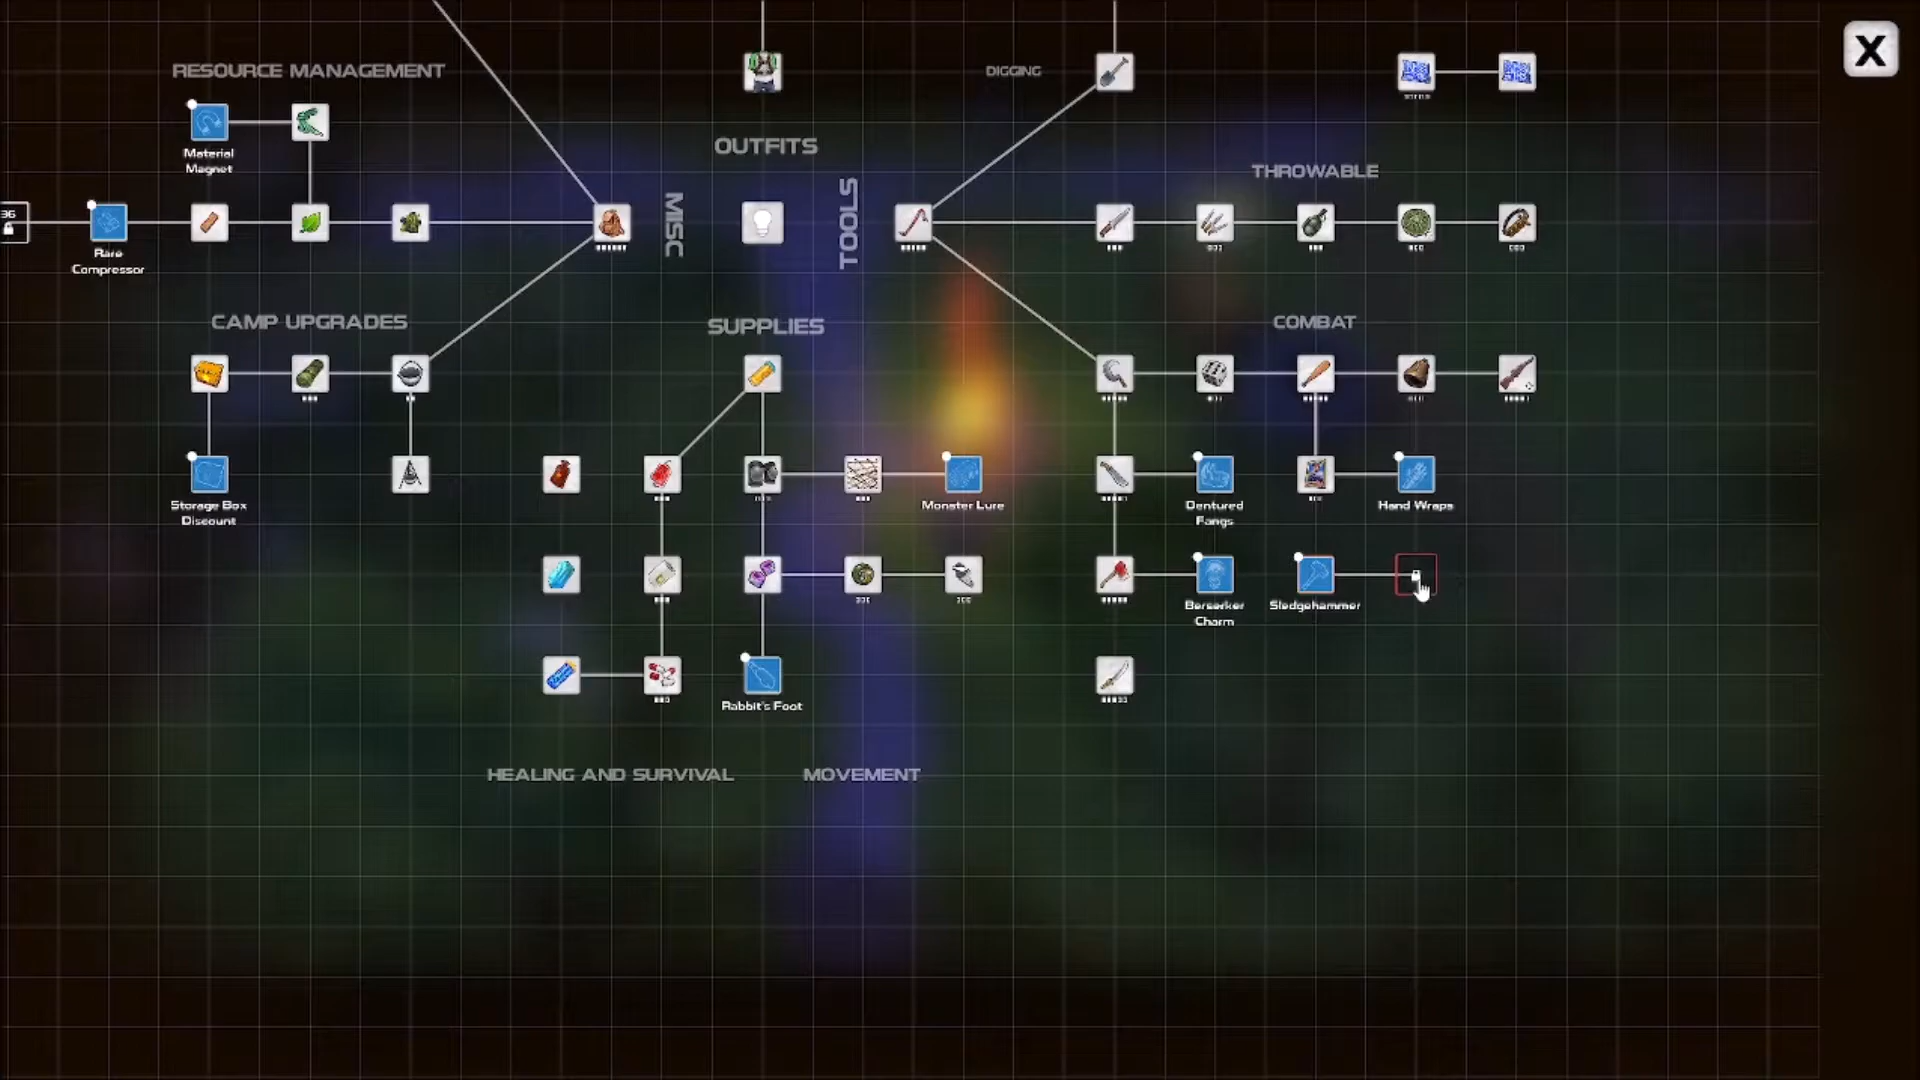 X
RESOURCE MANAGEMENT
DIGGING
Material
Magnet
OUTFITS
THROWABLE
MISC
TOOLS
36
Rare
Compressor
CAMP UPGRADES
SUPPLIES
COMBAT
Storage Box
Discount
Monster Lure
Dentured
Fangs
Hand Wraps
Berserker
Charm
Sledgehammer
Rabbit's Foot
HEALING AND SURVIVAL
MOVEMENT